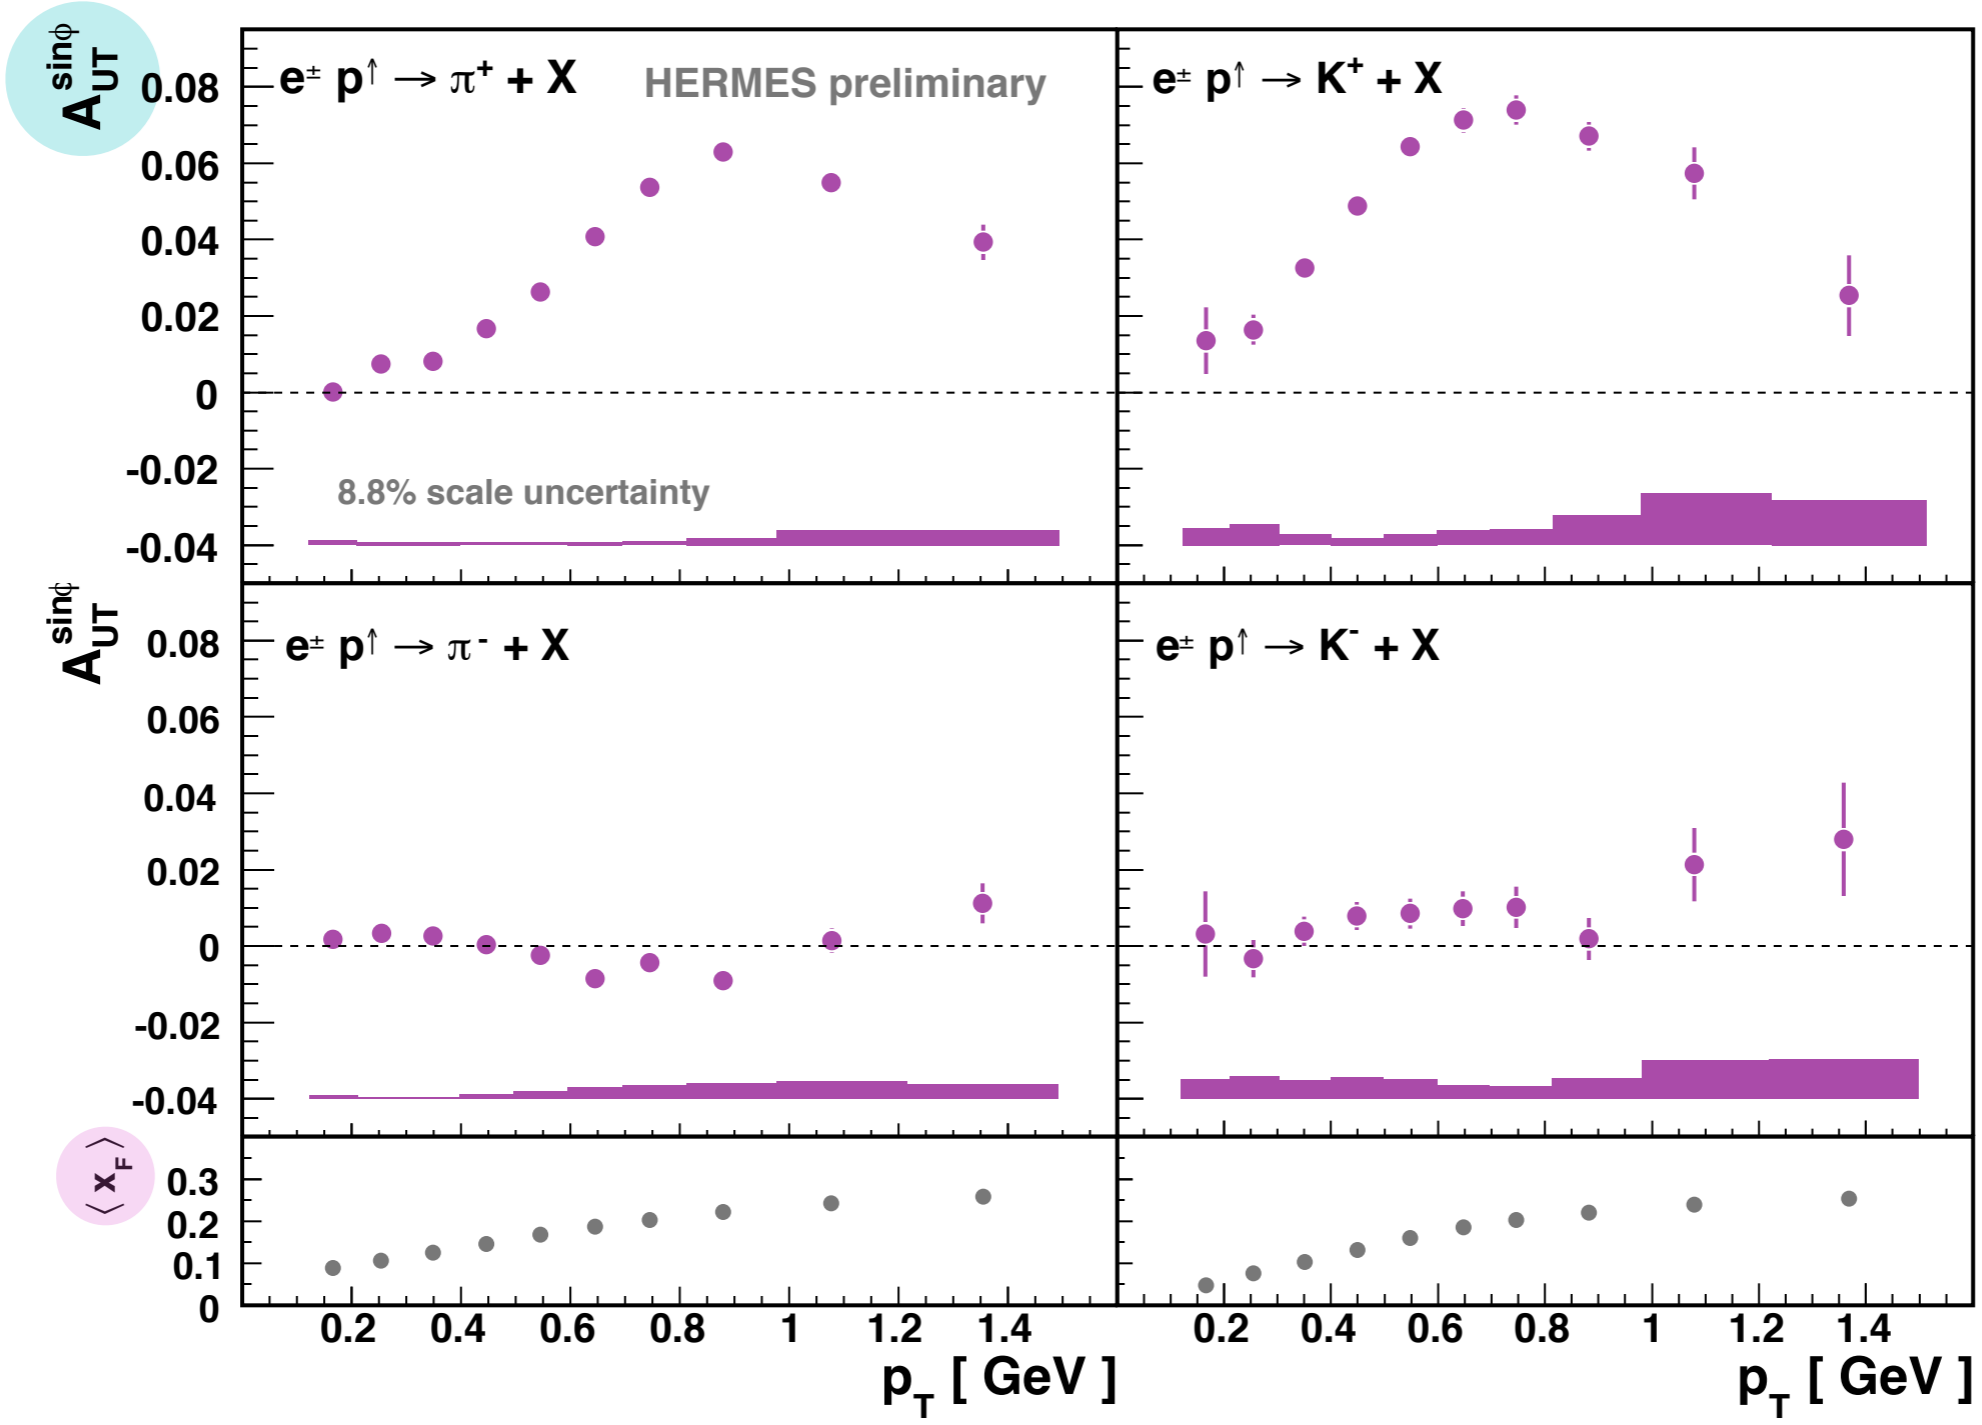 A_UT^sinϕ
e± p↑ → π+ + X
HERMES preliminary
e± p↑ → K+ + X
0.08
0.06
0.04
0.02
0
-0.02
-0.04
8.8% scale uncertainty
A_UT^sinϕ
e± p↑ → π- + X
e± p↑ → K- + X
0.08
0.06
0.04
0.02
0
-0.02
-0.04
⟨ x_F ⟩
0.3
0.2
0.1
0
0.2 0.4 0.6 0.8 1 1.2 1.4
0.2 0.4 0.6 0.8 1 1.2 1.4
p_T [ GeV ]
p_T [ GeV ]